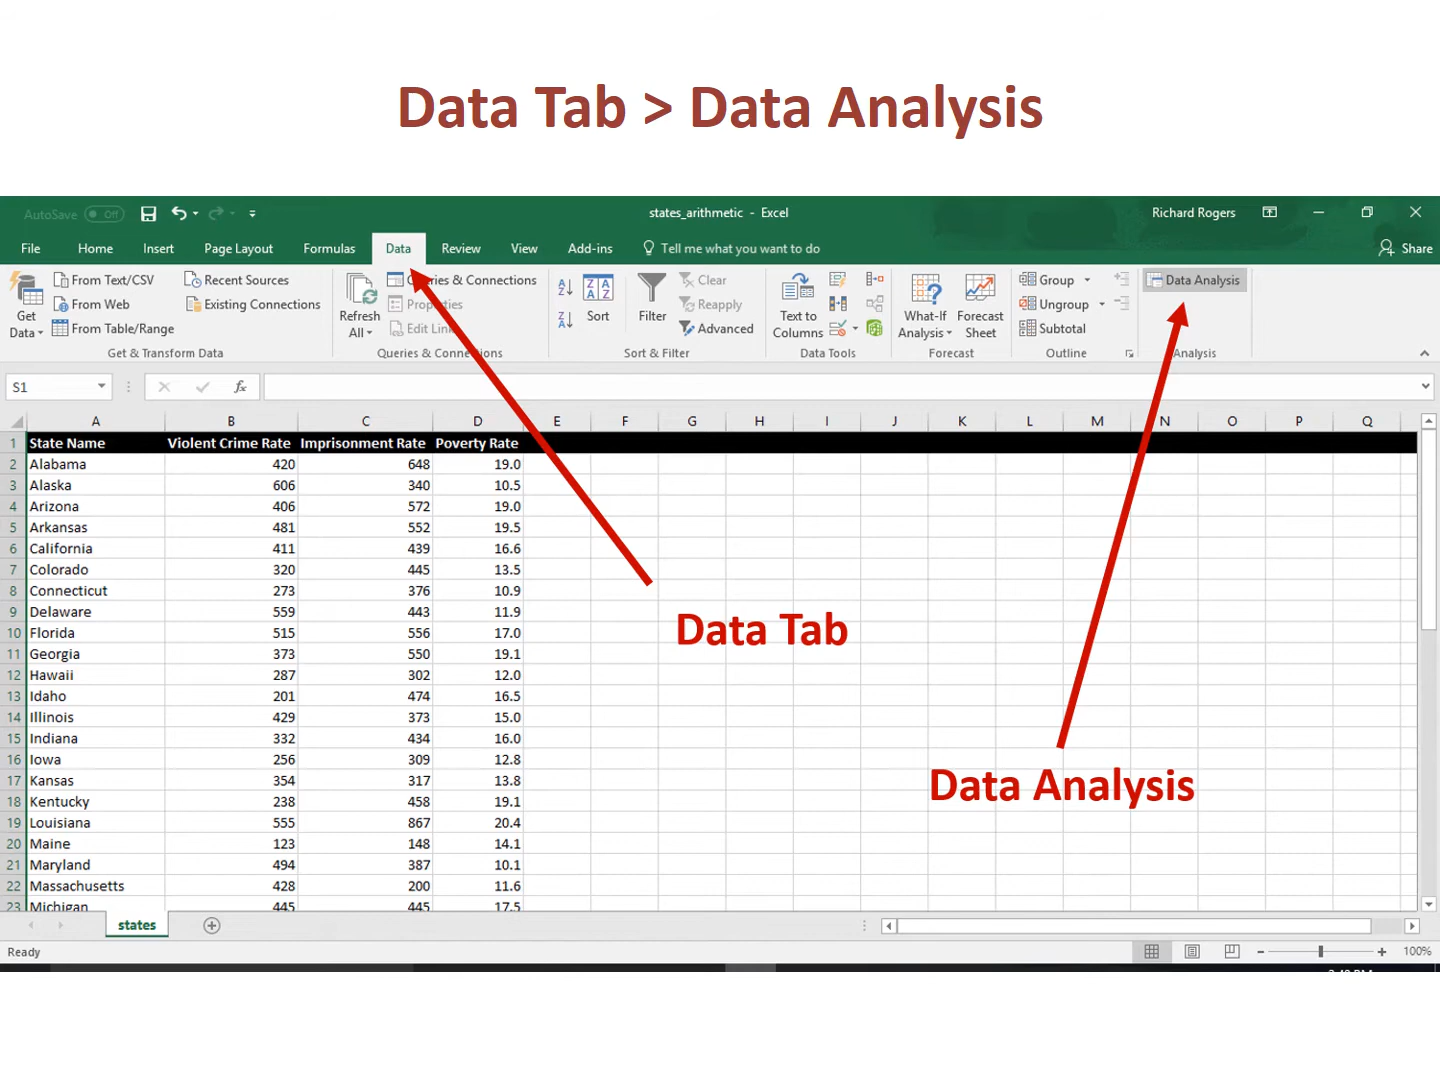 Data Tab > Data Analysis
AutoSave Off
states_arithmetic - Excel
Richard Rogers
File Home Insert Page Layout Formulas Data Review View Add-ins Tell me what you want to do Share
Get Data
From Text/CSV
From Web
From Table/Range
Recent Sources
Existing Connections
Get & Transform Data
Refresh All
Queries & Connections
Properties
Edit Links
Queries & Connections
Sort
Filter
Clear
Reapply
Advanced
Sort & Filter
Text to Columns
Data Tools
What-If Analysis
Forecast Sheet
Forecast
Group
Ungroup
Subtotal
Outline
Data Analysis
Analysis
S1 fx
A B C D E F G H I J K L M N O P Q
1 State Name Violent Crime Rate Imprisonment Rate Poverty Rate
2 Alabama 420 648 19.0
3 Alaska 606 340 10.5
4 Arizona 406 572 19.0
5 Arkansas 481 552 19.5
6 California 411 439 16.6
7 Colorado 320 445 13.5
8 Connecticut 273 376 10.9
9 Delaware 559 443 11.9
10 Florida 515 556 17.0
11 Georgia 373 550 19.1
12 Hawaii 287 302 12.0
13 Idaho 201 474 16.5
14 Illinois 429 373 15.0
15 Indiana 332 434 16.0
16 Iowa 256 309 12.8
17 Kansas 354 317 13.8
18 Kentucky 238 458 19.1
19 Louisiana 555 867 20.4
20 Maine 123 148 14.1
21 Maryland 494 387 10.1
22 Massachusetts 428 200 11.6
23 Michigan 445 445 17.5
Data Tab
Data Analysis
states
Ready
100%